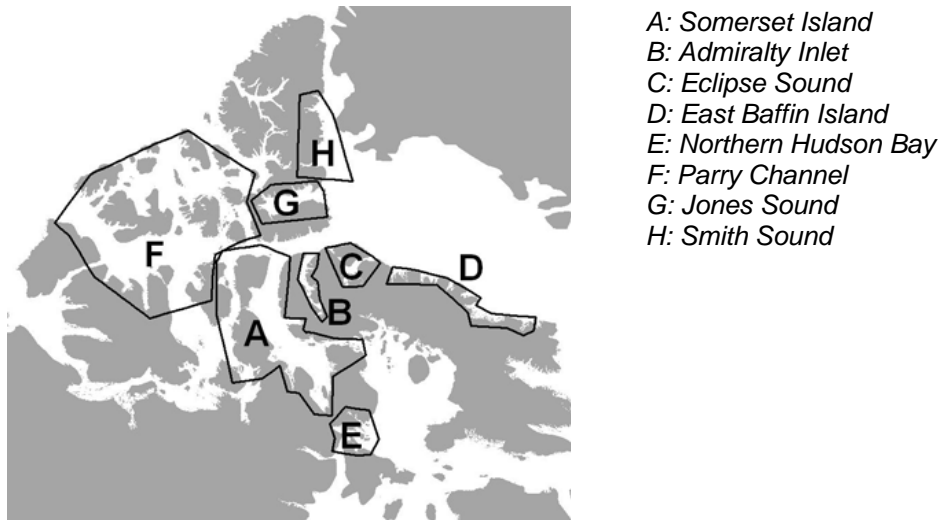 A: Somerset Island
B: Admiralty Inlet
C: Eclipse Sound
D: East Baffin Island
E: Northern Hudson Bay
F: Parry Channel
G: Jones Sound
H: Smith Sound
H
G
F
C
D
B
A
E